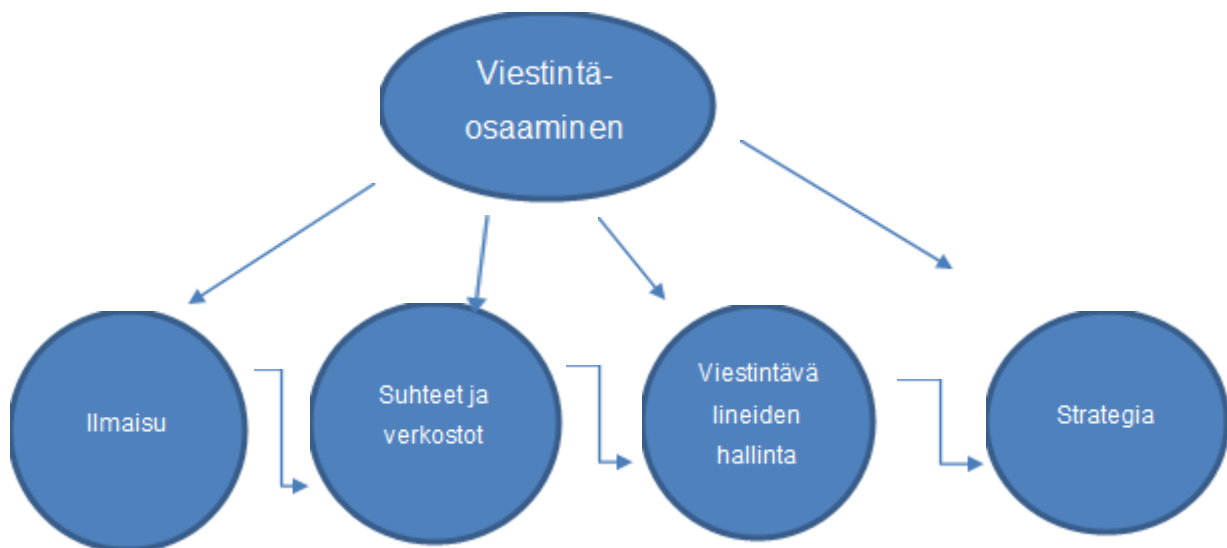 Viestintä-
osaaminen
Ilmaisu
Suhteet ja
verkostot
Viestintävä
lineiden
hallinta
Strategia